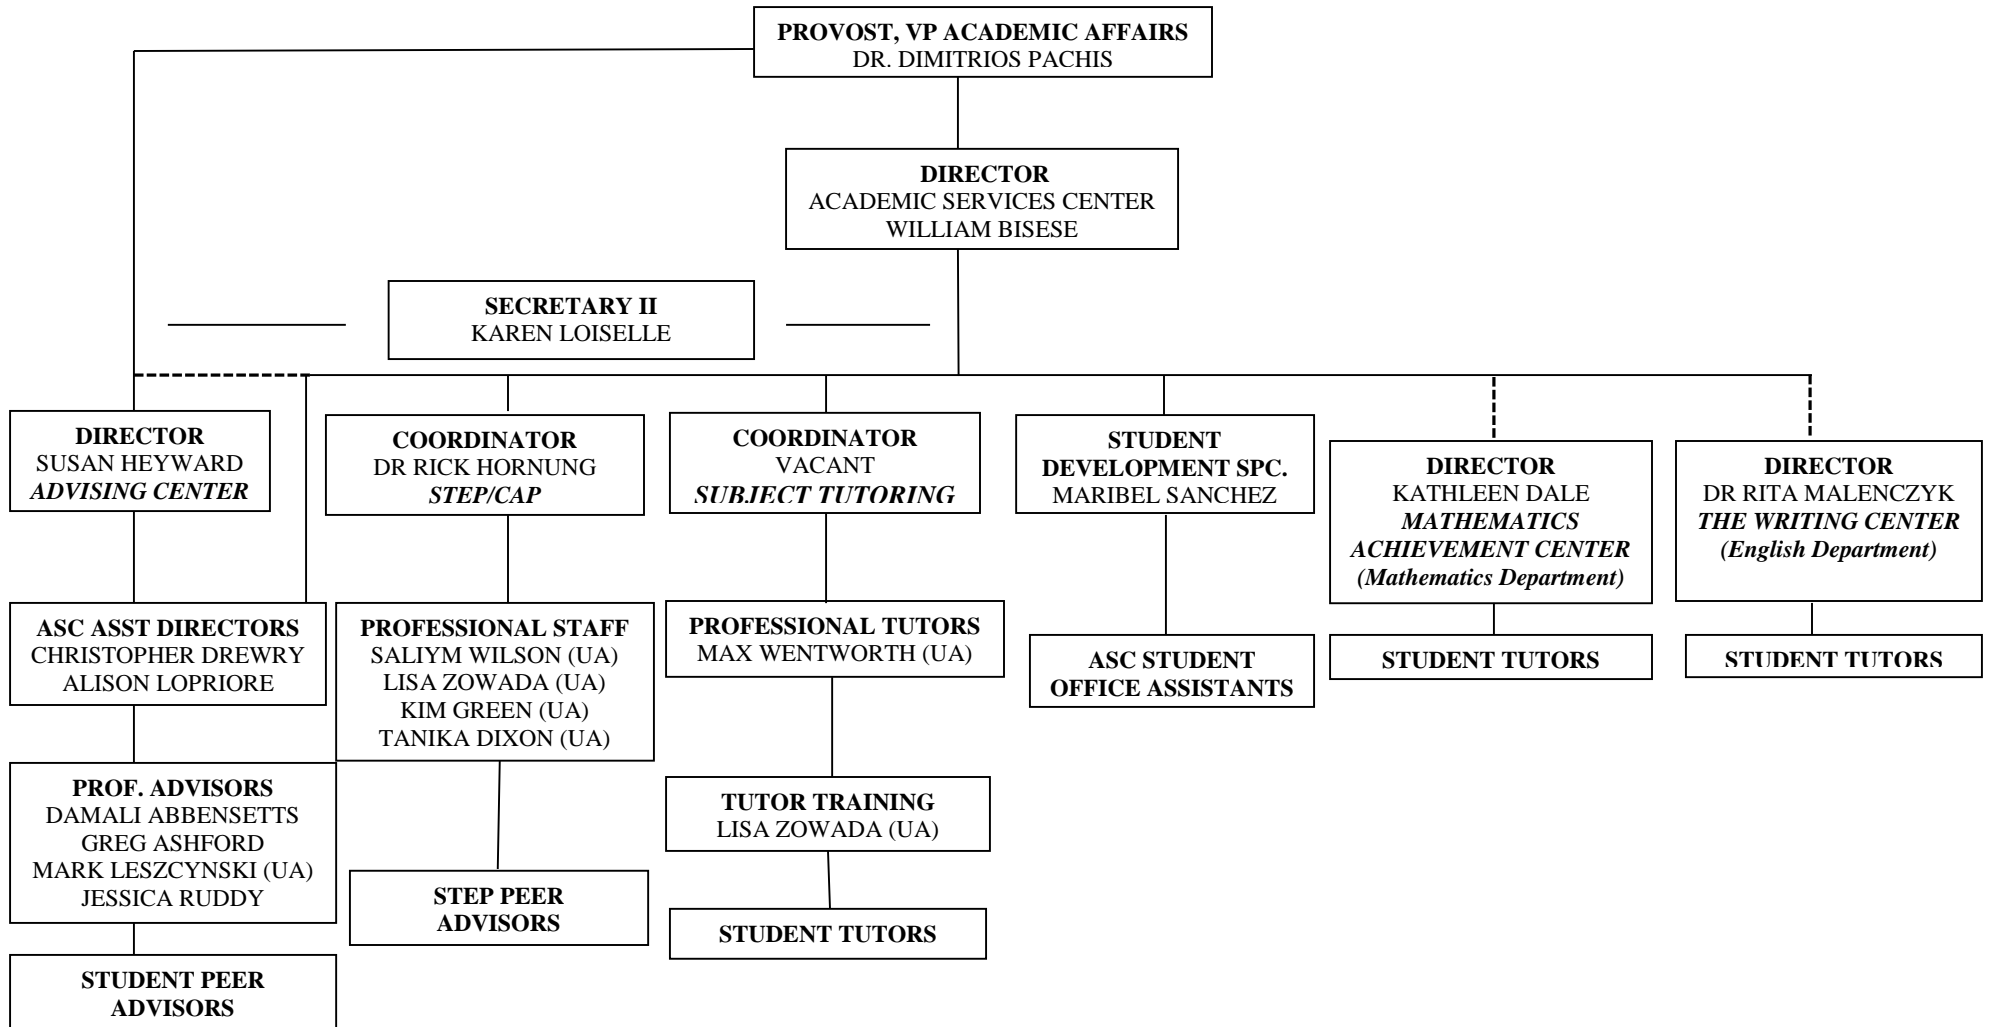 PROVOST, VP ACADEMIC AFFAIRS
DR. DIMITRIOS PACHIS
DIRECTOR
ACADEMIC SERVICES CENTER
WILLIAM BISESE
SECRETARY II
KAREN LOISELLE
DIRECTOR
SUSAN HEYWARD
ADVISING CENTER
COORDINATOR
DR RICK HORNUNG
STEP/CAP
COORDINATOR
VACANT
SUBJECT TUTORING
STUDENT
DEVELOPMENT SPC.
MARIBEL SANCHEZ
DIRECTOR
KATHLEEN DALE
MATHEMATICS
ACHIEVEMENT CENTER
(Mathematics Department)
DIRECTOR
DR RITA MALENCZYK
THE WRITING CENTER
(English Department)
ASC ASST DIRECTORS
CHRISTOPHER DREWRY
ALISON LOPRIORE
PROFESSIONAL STAFF
SALIYM WILSON (UA)
LISA ZOWADA (UA)
KIM GREEN (UA)
TANIKA DIXON (UA)
PROFESSIONAL TUTORS
MAX WENTWORTH (UA)
ASC STUDENT
OFFICE ASSISTANTS
STUDENT TUTORS
STUDENT TUTORS
PROF. ADVISORS
DAMALI ABBENSETTS
GREG ASHFORD
MARK LESZCYNSKI (UA)
JESSICA RUDDY
TUTOR TRAINING
LISA ZOWADA (UA)
STEP PEER
ADVISORS
STUDENT TUTORS
STUDENT PEER
ADVISORS